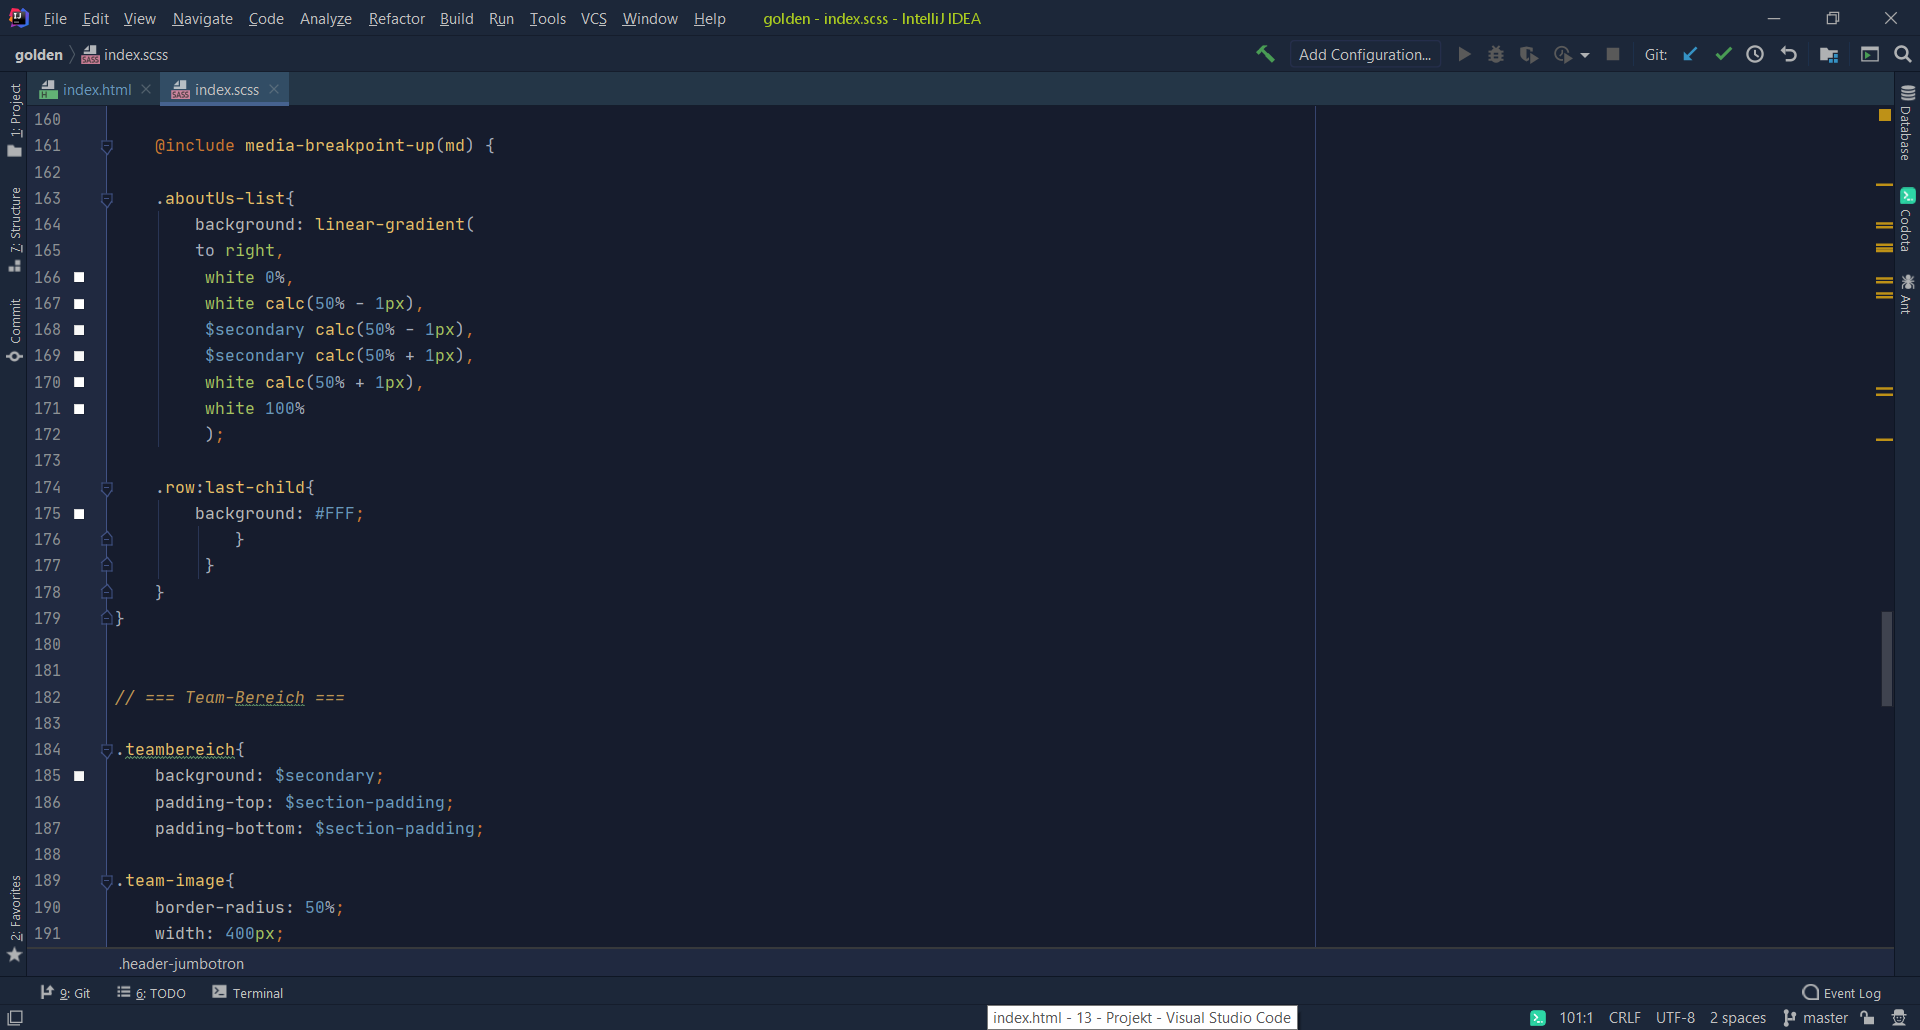 File Edit View Navigate Code Analyze Refactor Build Run Tools VCS Window Help golden - index.scss - IntelliJ IDEA
golden index.scss Add Configuration... Git:
index.html index.scss
1: Project
7: Structure
Commit
2: Favorites
160
161 @include media-breakpoint-up(md) {
162
163 .aboutUs-list{
164 background: linear-gradient(
165 to right,
166 white 0%,
167 white calc(50% - 1px),
168 $secondary calc(50% - 1px),
169 $secondary calc(50% + 1px),
170 white calc(50% + 1px),
171 white 100%
172 );
173
174 .row:last-child{
175 background: #FFF;
176 }
177 }
178 }
179 }
180
181
182 // === Team-Bereich ===
183
184 .teambereich{
185 background: $secondary;
186 padding-top: $section-padding;
187 padding-bottom: $section-padding;
188
189 .team-image{
190 border-radius: 50%;
191 width: 400px;
Database
Codota
Ant
.header-jumbotron
9: Git 6: TODO Terminal Event Log
index.html - 13 - Projekt - Visual Studio Code 101:1 CRLF UTF-8 2 spaces master